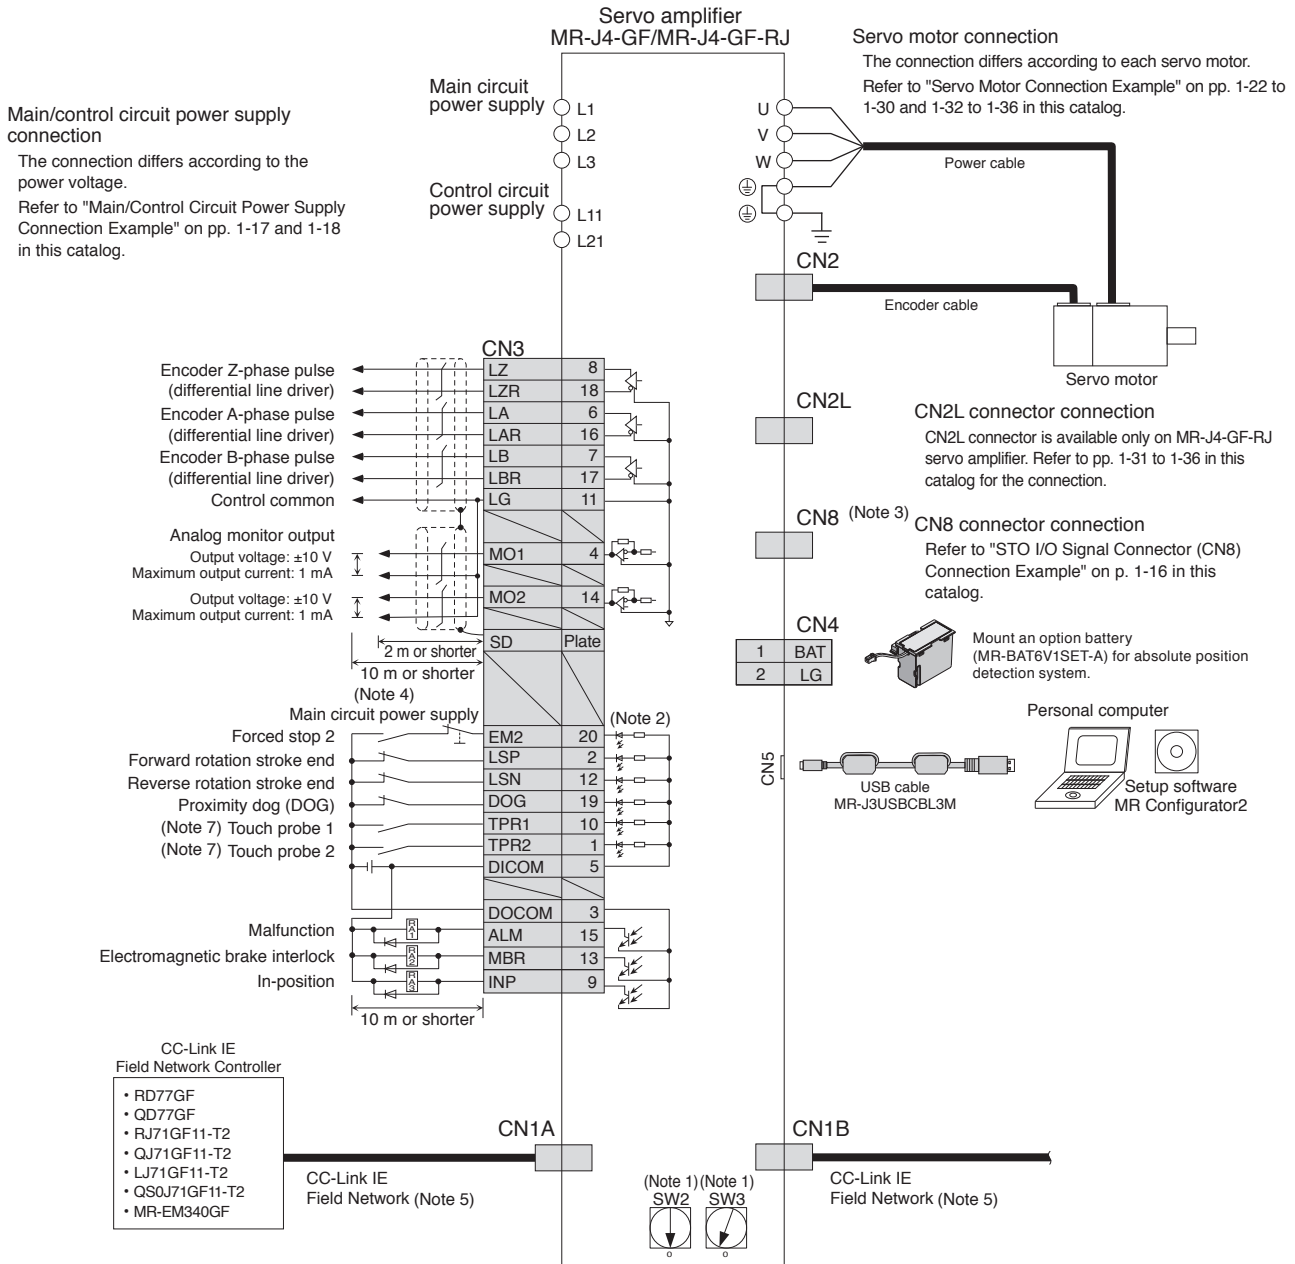 Servo amplifier
MR-J4-GF/MR-J4-GF-RJ
Main/control circuit power supply
connection
The connection differs according to the
power voltage.
Refer to "Main/Control Circuit Power Supply
Connection Example" on pp. 1-17 and 1-18
in this catalog.
Main circuit
power supply
L1
L2
L3
Control circuit
power supply
L11
L21
U
V
W
Servo motor connection
The connection differs according to each servo motor.
Refer to "Servo Motor Connection Example" on pp. 1-22 to
1-30 and 1-32 to 1-36 in this catalog.
Power cable
CN2
Encoder cable
Servo motor
CN2L
CN2L connector connection
CN2L connector is available only on MR-J4-GF-RJ
servo amplifier. Refer to pp. 1-31 to 1-36 in this
catalog for the connection.
CN8 (Note 3)
CN8 connector connection
Refer to "STO I/O Signal Connector (CN8)
Connection Example" on p. 1-16 in this
catalog.
CN4
1 BAT
2 LG
Mount an option battery
(MR-BAT6V1SET-A) for absolute position
detection system.
Personal computer
CN5
USB cable
MR-J3USBCBL3M
Setup software
MR Configurator2
CN3
Encoder Z-phase pulse LZ 8
(differential line driver) LZR 18
Encoder A-phase pulse LA 6
(differential line driver) LAR 16
Encoder B-phase pulse LB 7
(differential line driver) LBR 17
Control common LG 11
Analog monitor output
Output voltage: ±10 V MO1 4
Maximum output current: 1 mA
Output voltage: ±10 V MO2 14
Maximum output current: 1 mA
SD Plate
2 m or shorter
10 m or shorter
(Note 4)
Main circuit power supply
(Note 2)
Forced stop 2 EM2 20
Forward rotation stroke end LSP 2
Reverse rotation stroke end LSN 12
Proximity dog (DOG) DOG 19
(Note 7) Touch probe 1 TPR1 10
(Note 7) Touch probe 2 TPR2 1
DICOM 5
DOCOM 3
Malfunction RA1 ALM 15
Electromagnetic brake interlock RA2 MBR 13
In-position RA3 INP 9
10 m or shorter
CC-Link IE
Field Network Controller
• RD77GF
• QD77GF
• RJ71GF11-T2
• QJ71GF11-T2
• LJ71GF11-T2
• QS0J71GF11-T2
• MR-EM340GF
CN1A
CC-Link IE
Field Network (Note 5)
CN1B
CC-Link IE
Field Network (Note 5)
(Note 1) (Note 1)
SW2 SW3
0 0